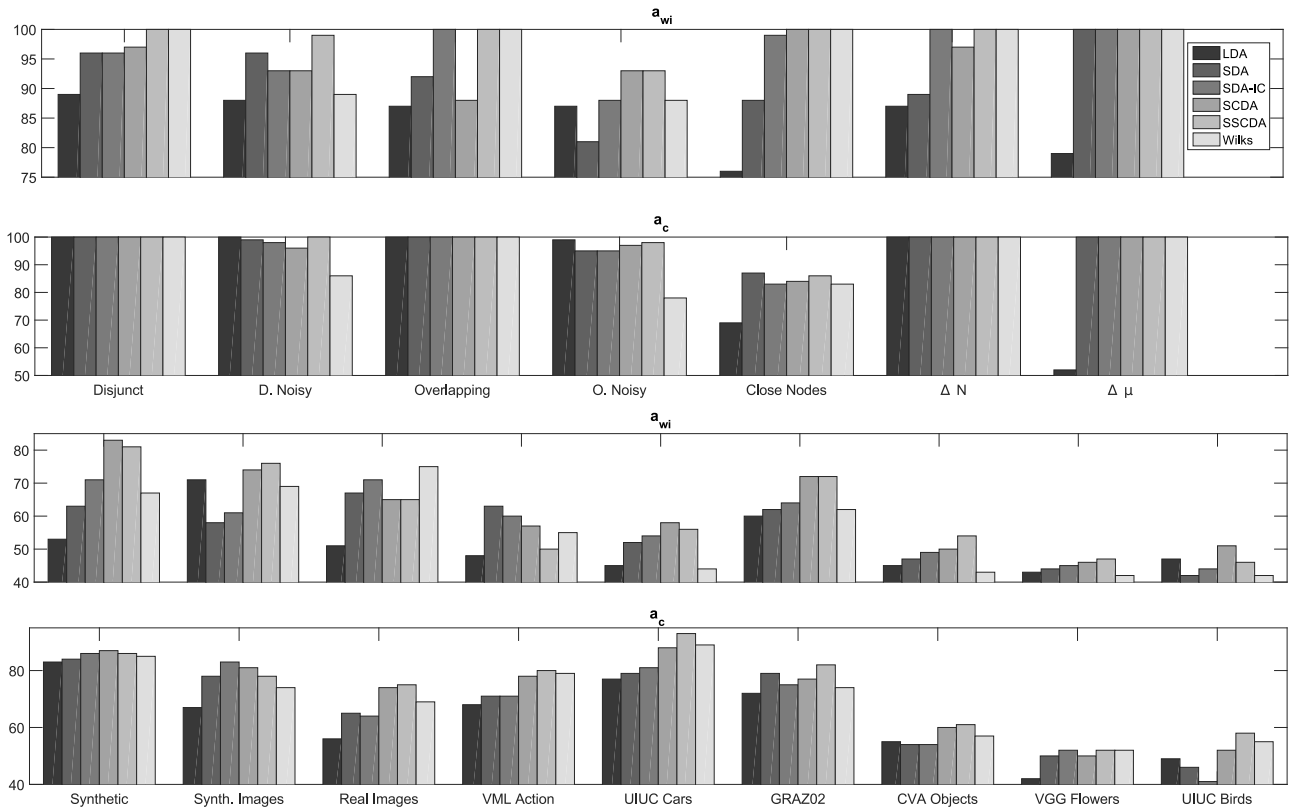 a_wi
100
95
90
85
80
75
LDA
SDA
SDA-IC
SCDA
SSCDA
Wilks
a_c
100
90
80
70
60
50
Disjunct D. Noisy Overlapping O. Noisy Close Nodes Δ N Δ μ
a_wi
80
70
60
50
40
a_c
80
60
40
Synthetic Synth. Images Real Images VML Action UIUC Cars GRAZ02 CVA Objects VGG Flowers UIUC Birds